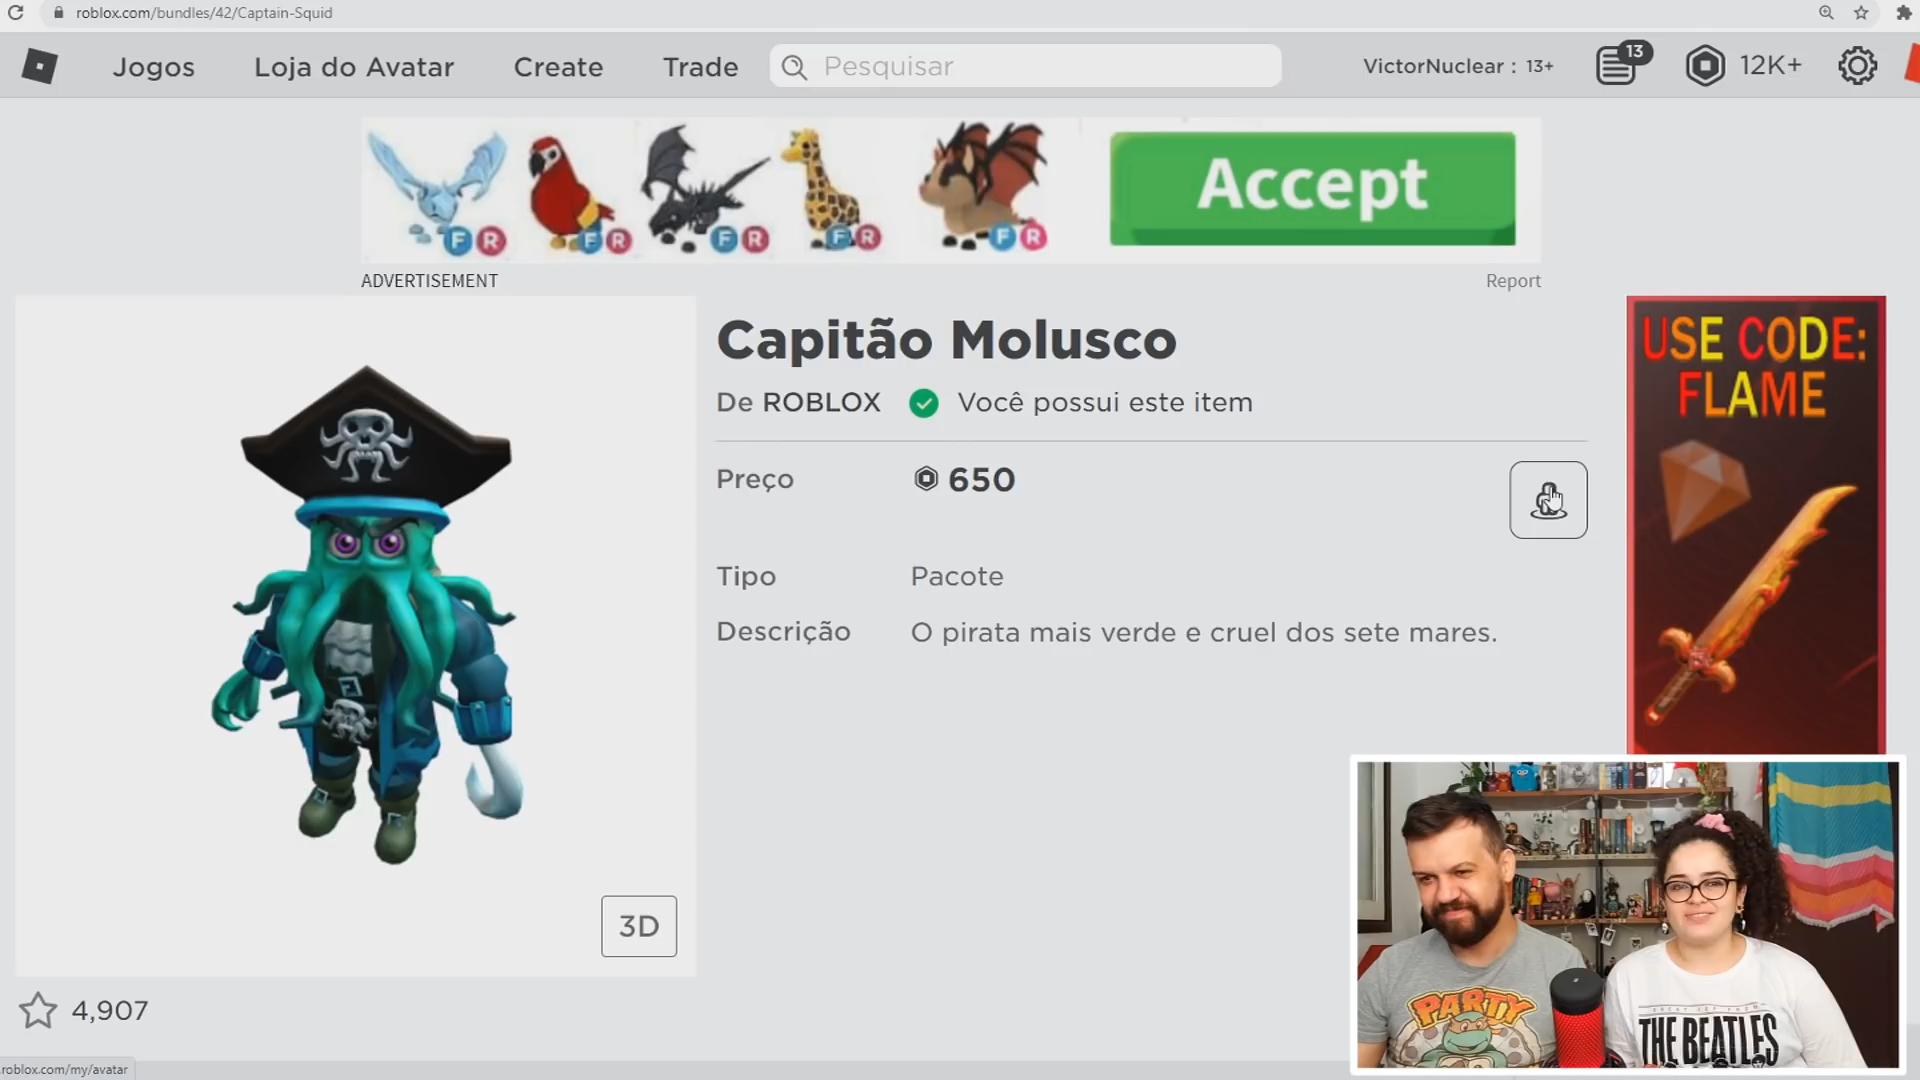 roblox.com/bundles/42/Captain-Squid
Jogos
Loja do Avatar
Create
Trade
Pesquisar
VictorNuclear : 13+
13
12K+
F R
F R
F R
F R
F R
Accept
ADVERTISEMENT
Report
Capitão Molusco
De ROBLOX
Você possui este item
Preço
650
Tipo
Pacote
Descrição
O pirata mais verde e cruel dos sete mares.
USE CODE:
FLAME
3D
4,907
roblox.com/my/avatar
PARTY
THE BEATLES